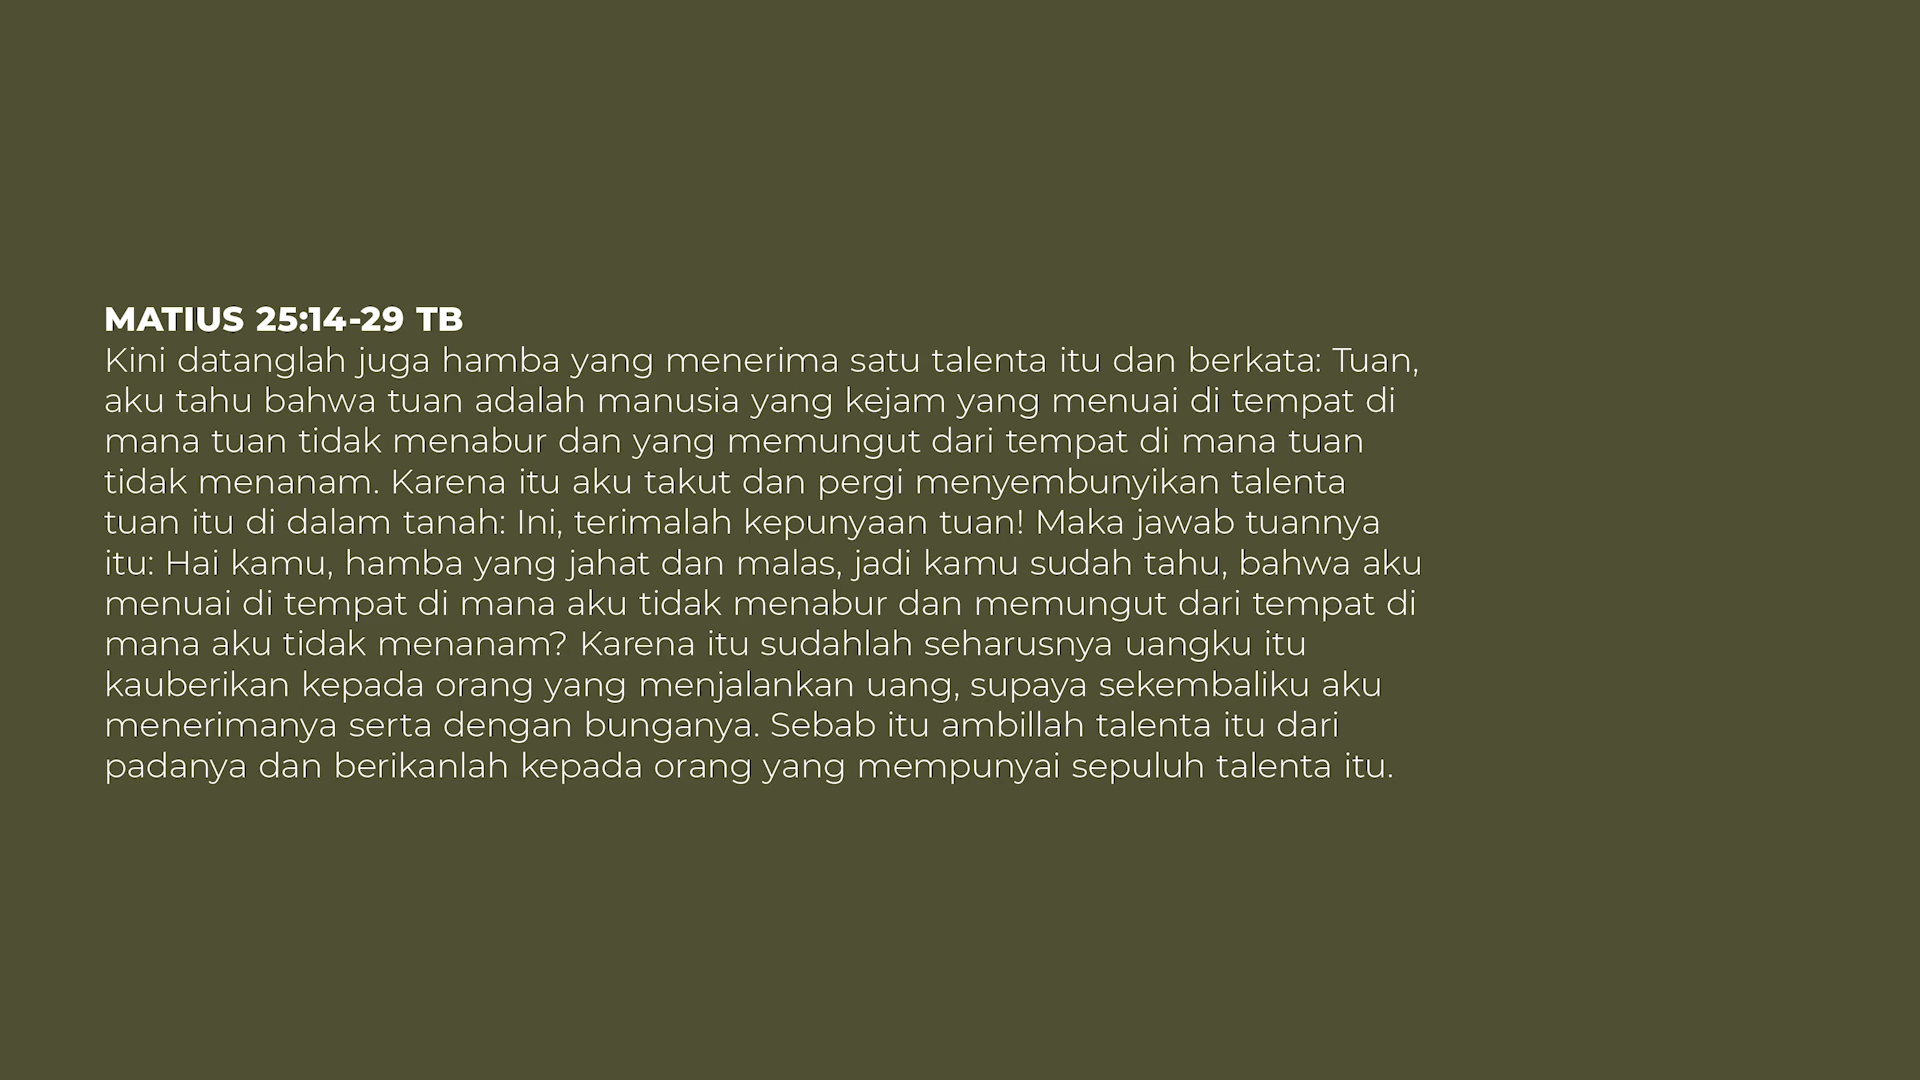 MATIUS 25:14-29 TB
Kini datanglah juga hamba yang menerima satu talenta itu dan berkata: Tuan,
aku tahu bahwa tuan adalah manusia yang kejam yang menuai di tempat di
mana tuan tidak menabur dan yang memungut dari tempat di mana tuan
tidak menanam. Karena itu aku takut dan pergi menyembunyikan talenta
tuan itu di dalam tanah: Ini, terimalah kepunyaan tuan! Maka jawab tuannya
itu: Hai kamu, hamba yang jahat dan malas, jadi kamu sudah tahu, bahwa aku
menuai di tempat di mana aku tidak menabur dan memungut dari tempat di
mana aku tidak menanam? Karena itu sudahlah seharusnya uangku itu
kauberikan kepada orang yang menjalankan uang, supaya sekembaliku aku
menerimanya serta dengan bunganya. Sebab itu ambillah talenta itu dari
padanya dan berikanlah kepada orang yang mempunyai sepuluh talenta itu.